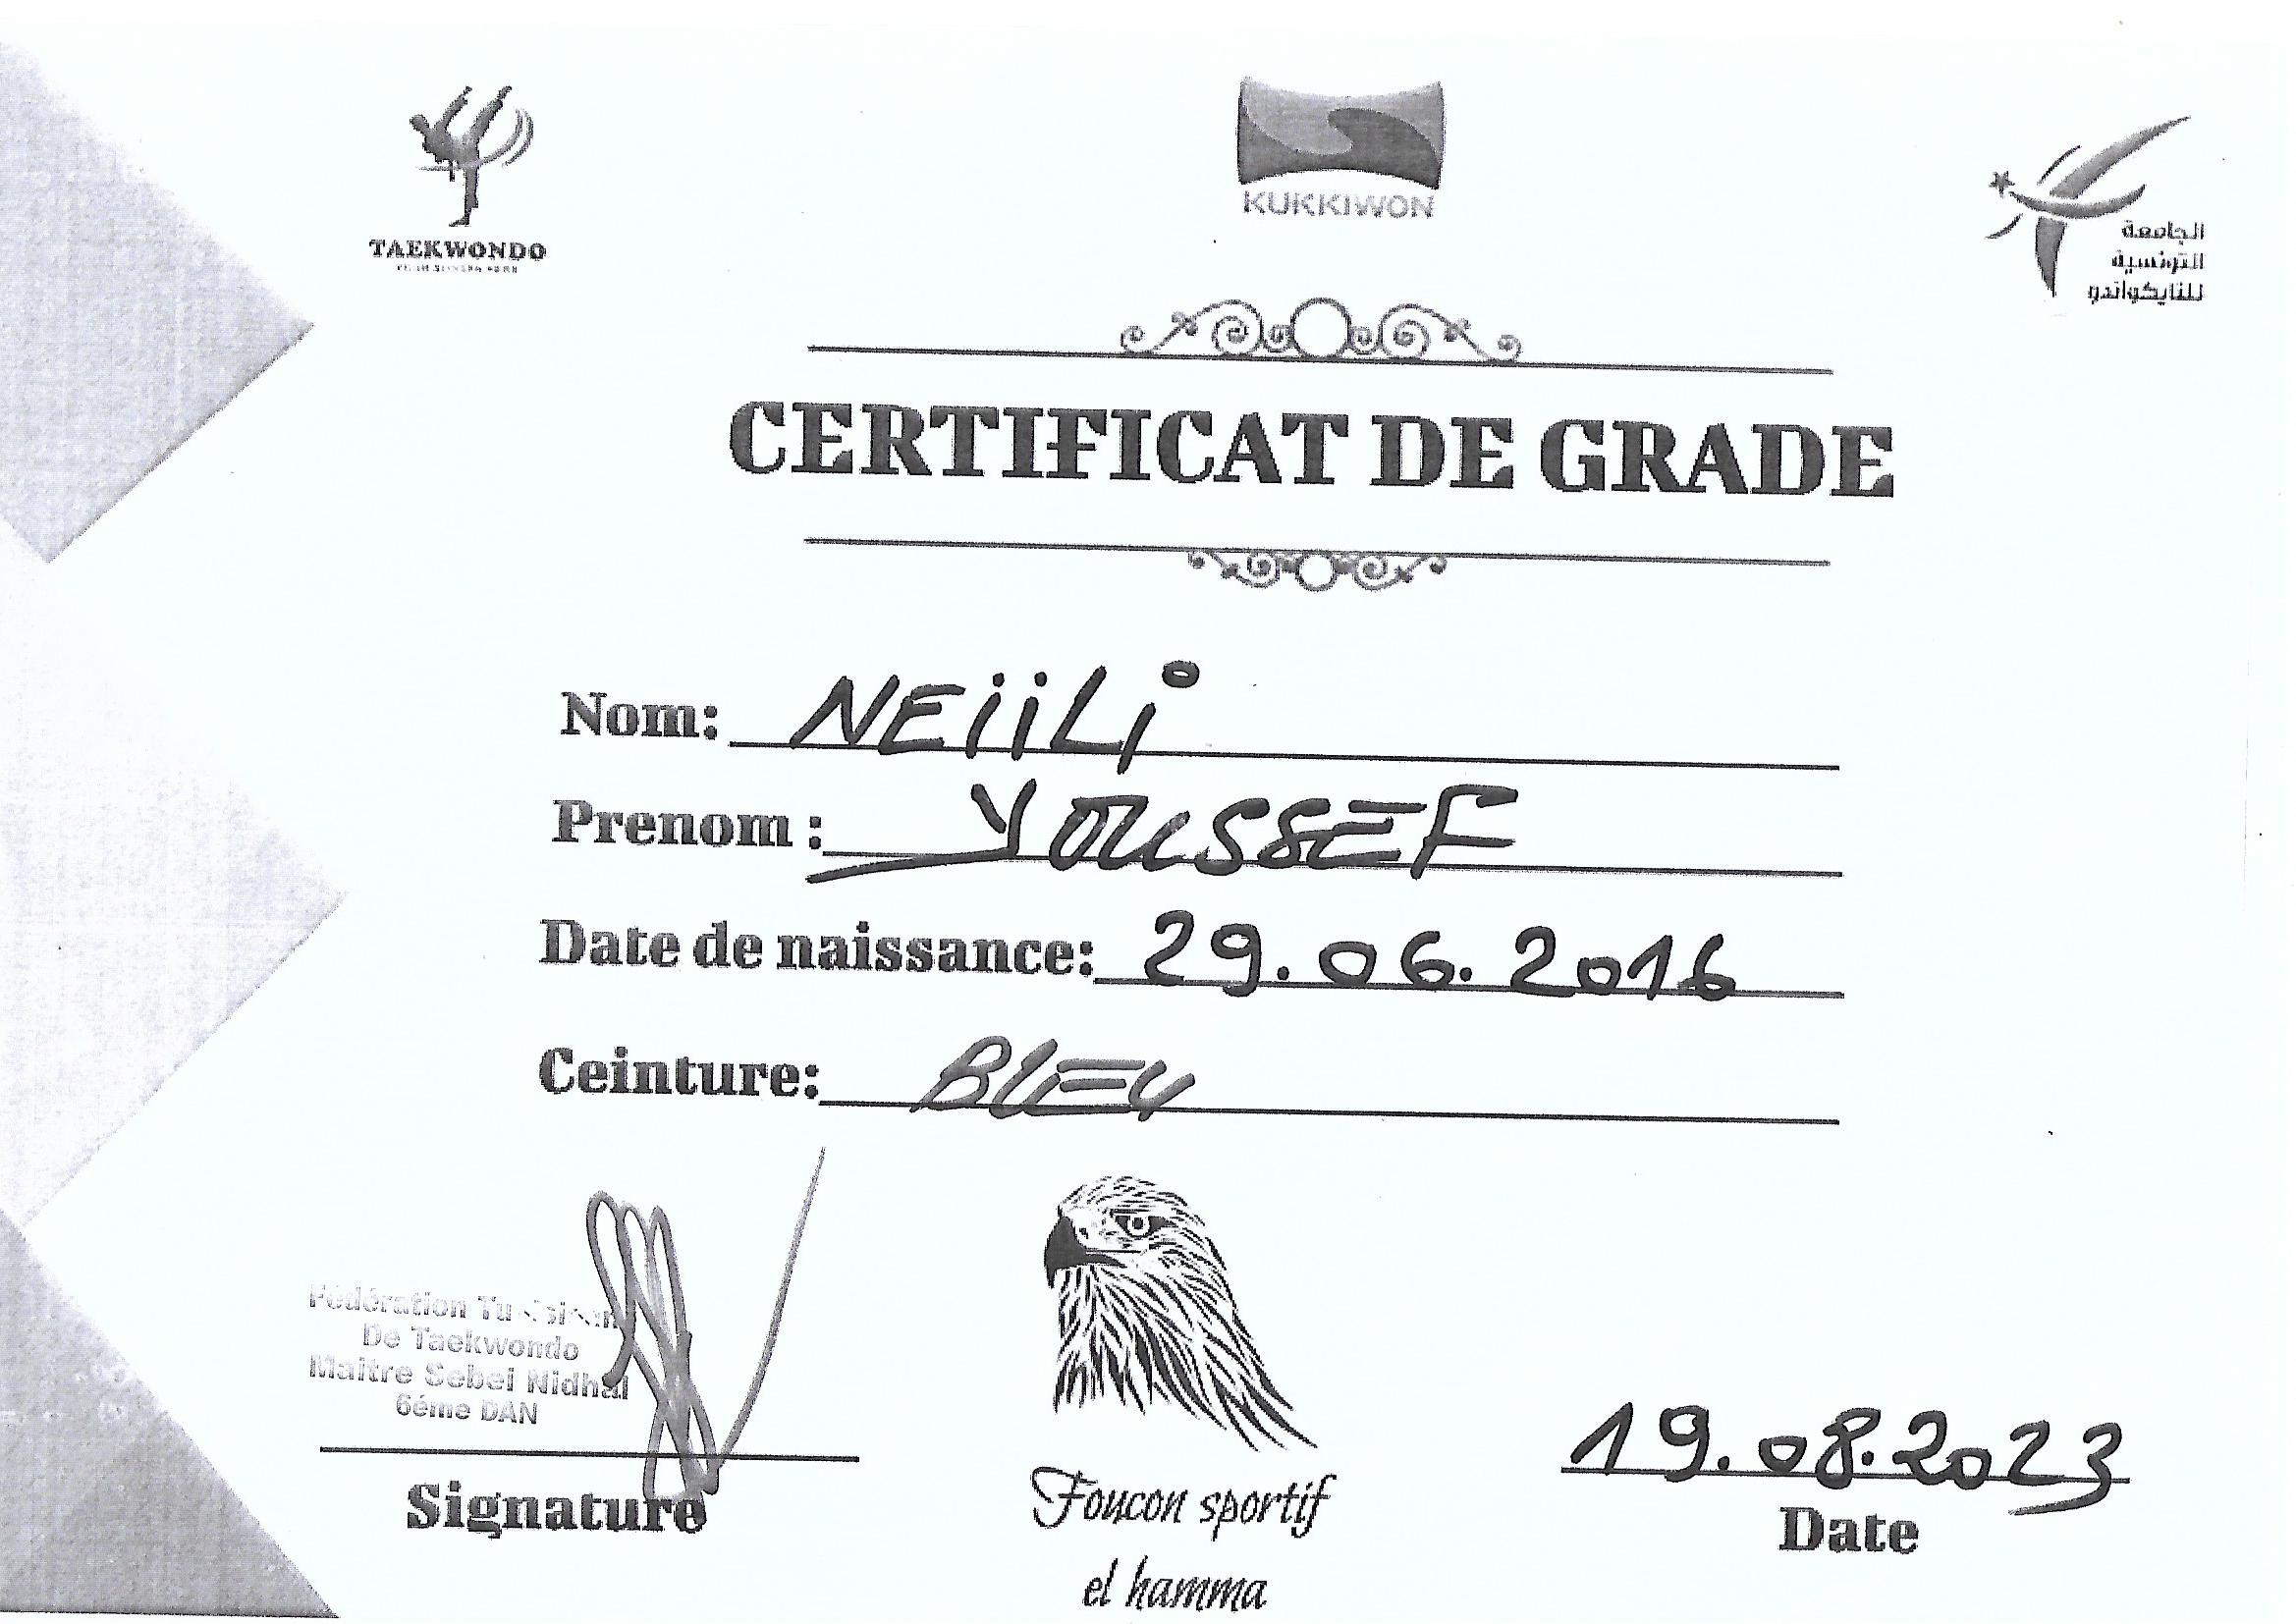 TAEKWONDO
KUKKIWON
الجامعة
التونسية
للتايكواندو
CERTIFICAT DE GRADE
Nom: NEiiLi
Prenom : YOUSSEF
Date de naissance: 29.06.2016
Ceinture: BLEU
Fédération
De Taekwondo
Maitre Sebei Nidhal
6éme DAN
Signature
Foucon sportif
el hamma
19.08.2023
Date